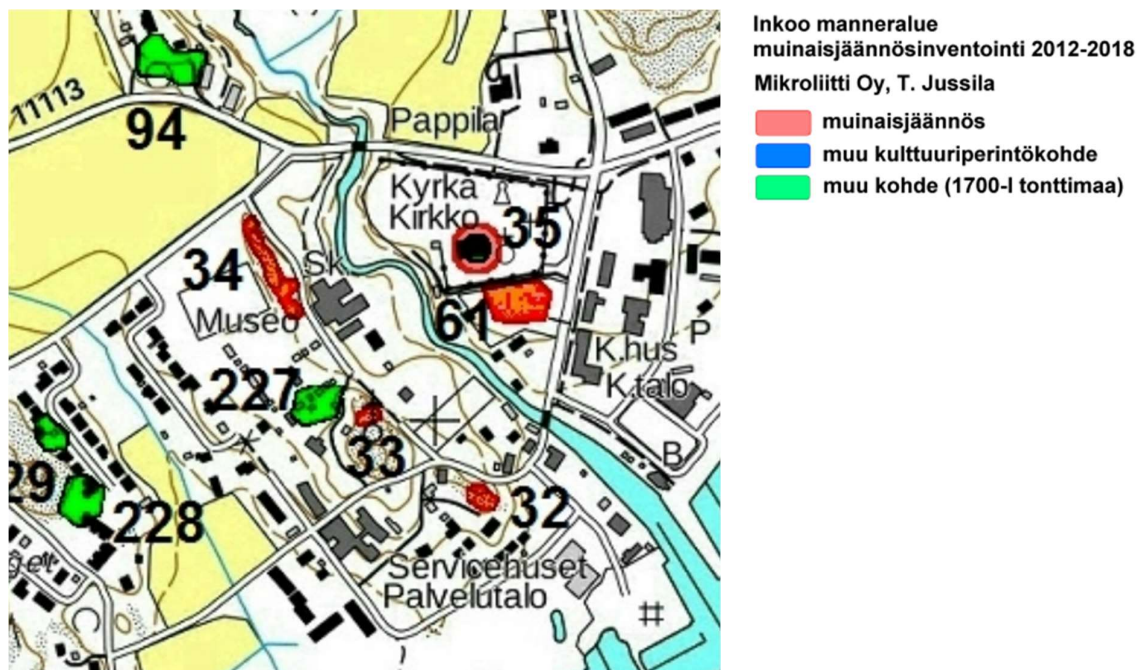 11113
94
Pappila
Kyrka
Kirkko
35
34
Sk.
Museo
61
K.hus
K.talo
P
227
33
B
29
228
32
Servicehuset
Palvelutalo
Inkoo manneralue
muinaisjäännösinventointi 2012-2018
Mikroliitti Oy, T. Jussila
muinaisjäännös
muu kulttuuriperintökohde
muu kohde (1700-l tonttimaa)